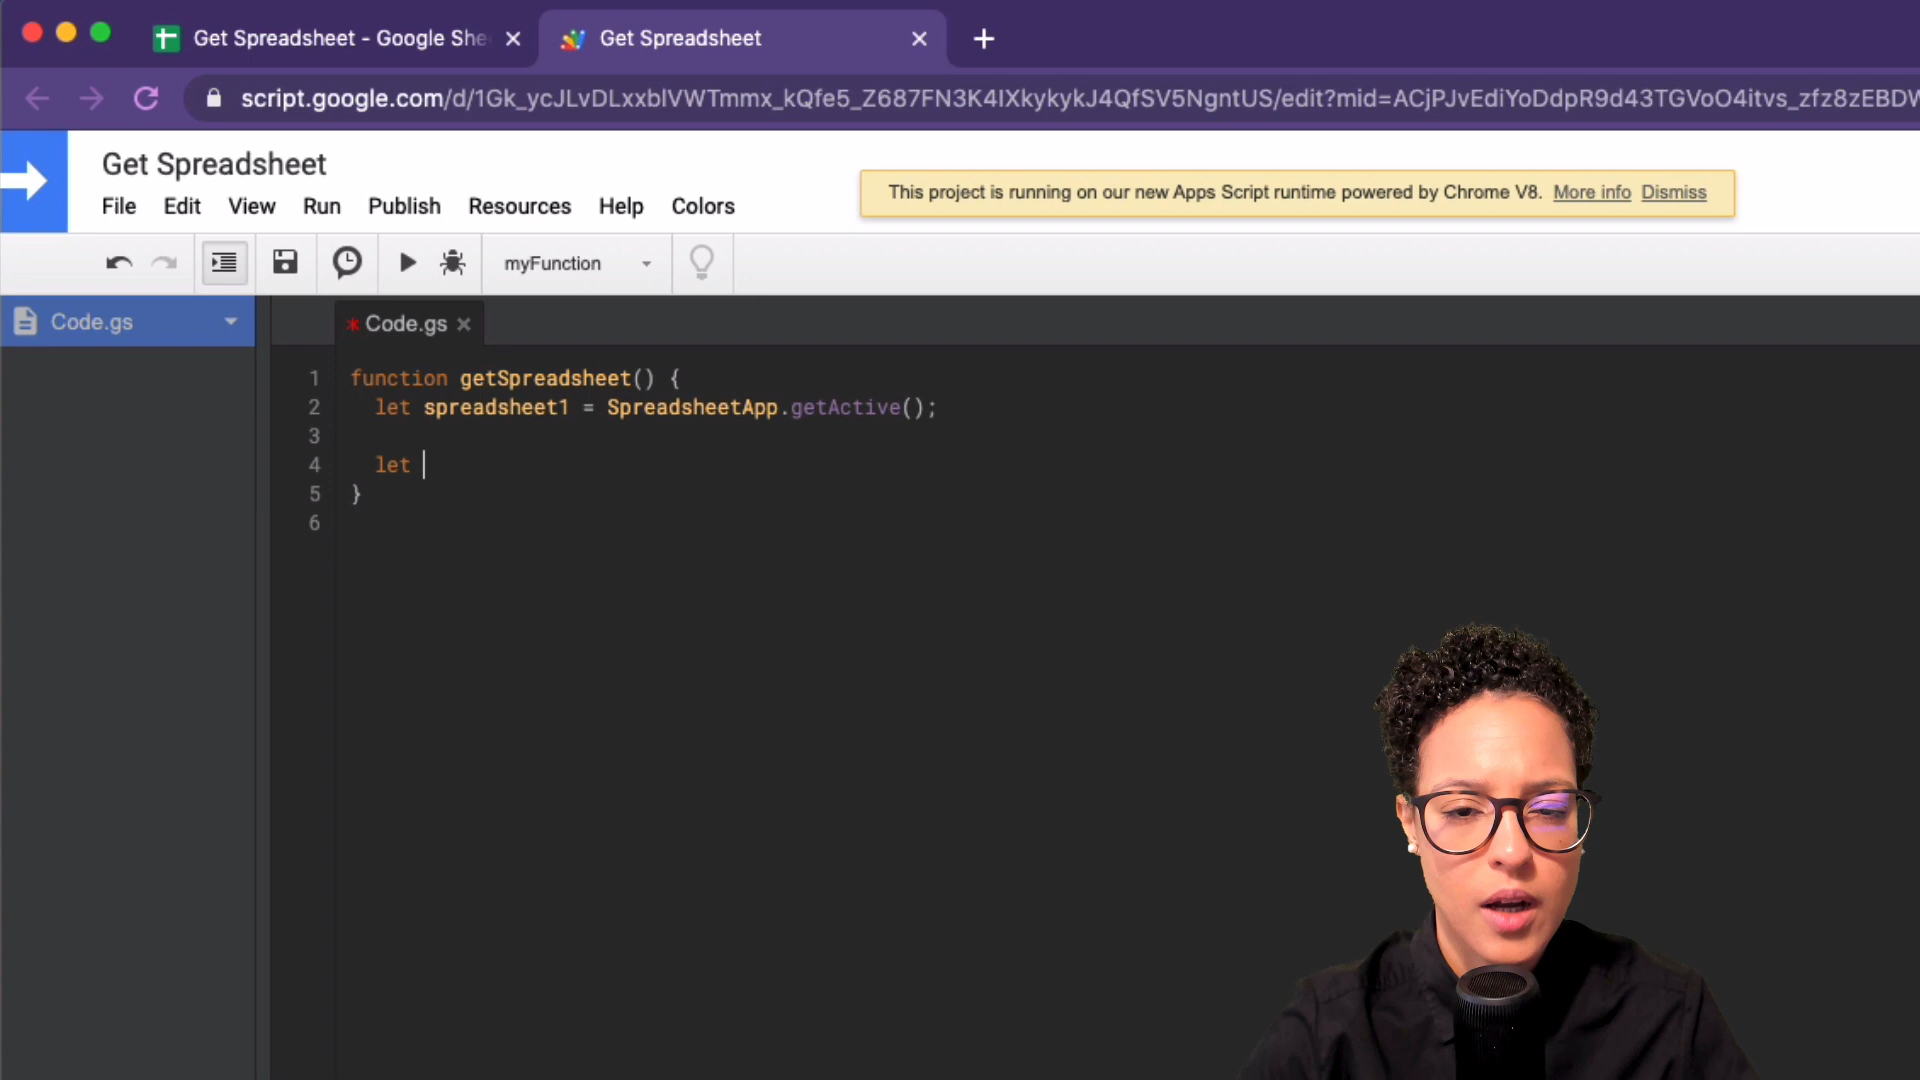 Get Spreadsheet - Google She
Get Spreadsheet
script.google.com/d/1Gk_ycJLvDLxxblVWTmmx_kQfe5_Z687FN3K4IXkykykJ4QfSV5NgntUS/edit?mid=ACjPJvEdiYoDdpR9d43TGVoO4itvs_zfz8zEBDW
Get Spreadsheet
This project is running on our new Apps Script runtime powered by Chrome V8. More info Dismiss
File Edit View Run Publish Resources Help Colors
myFunction
Code.gs
* Code.gs
1 function getSpreadsheet() {
2 let spreadsheet1 = SpreadsheetApp.getActive();
3
4 let
5 }
6